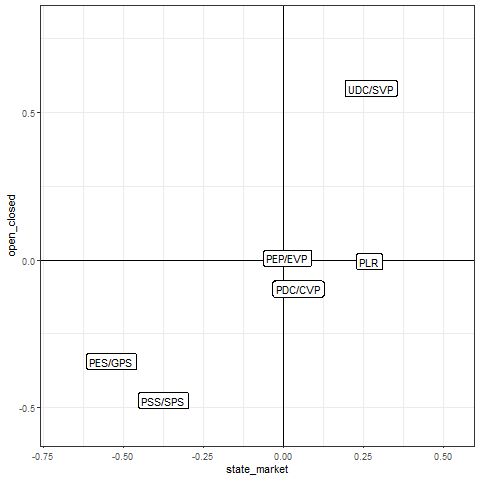 UDC/SVP
0.5
PEP/EVP
PLR
0.0
PDC/CVP
PES/GPS
PSS/SPS
-0.5
open_closed
-0.75
-0.50
-0.25
0.00
0.25
0.50
state_market